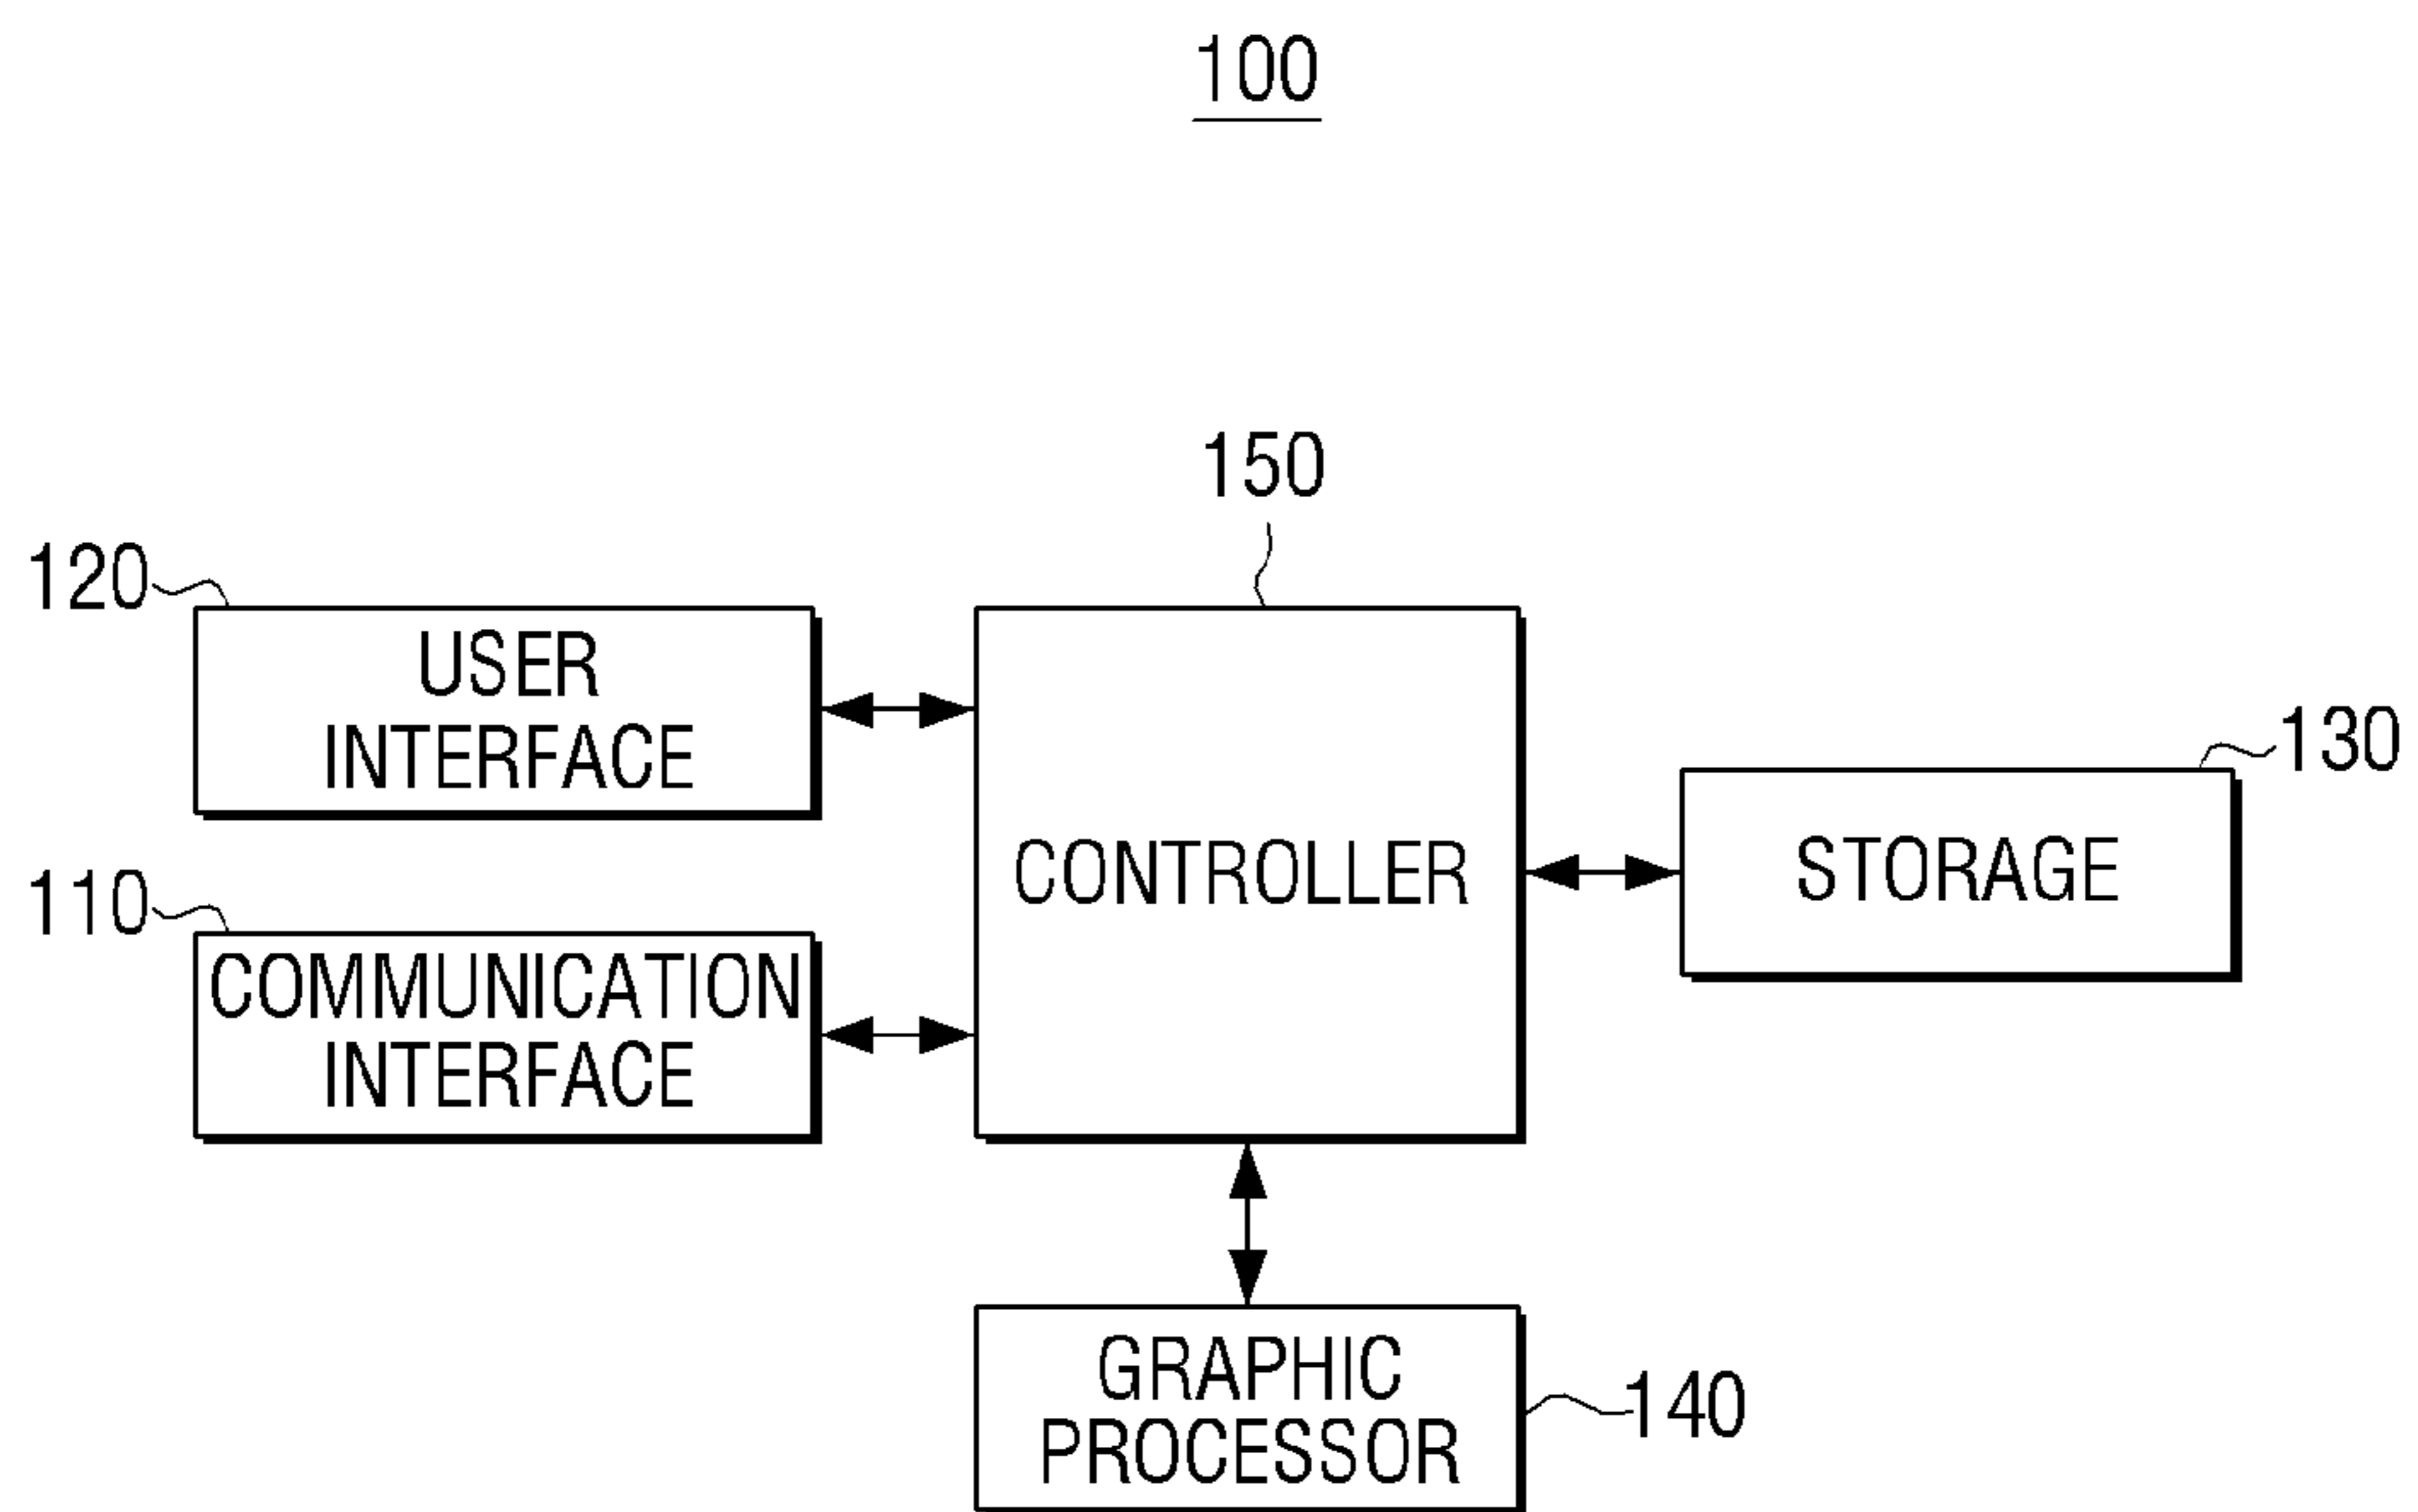 100
150
120
USER
INTERFACE
130
CONTROLLER
STORAGE
110
COMMUNICATION
INTERFACE
GRAPHIC
PROCESSOR
140